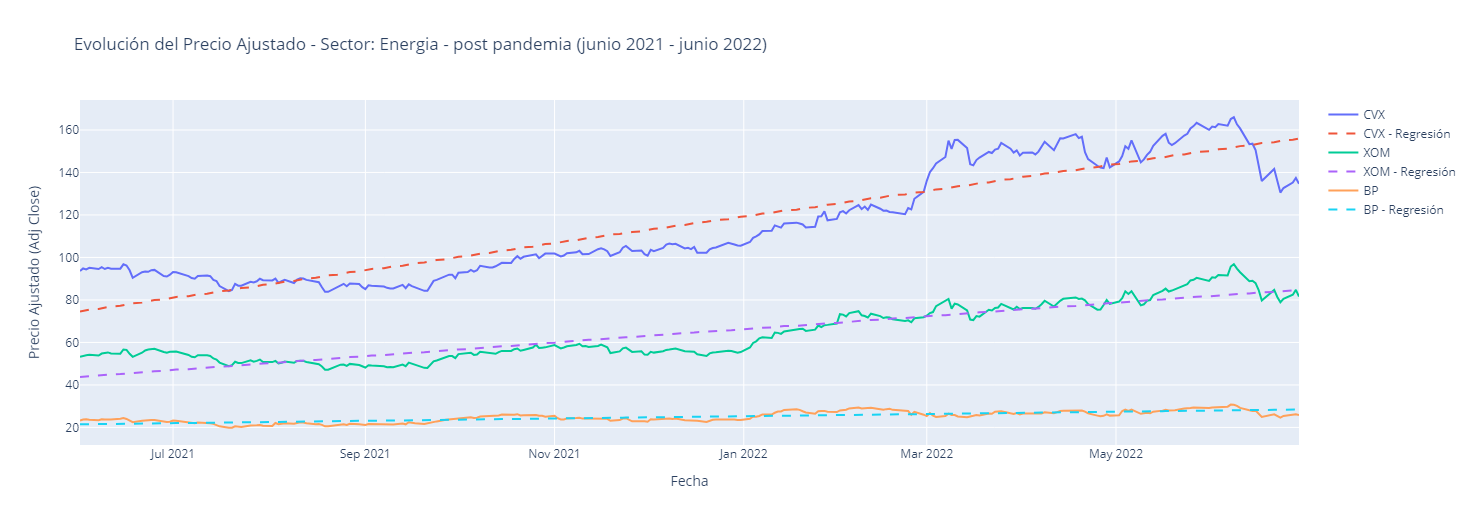 Evolución del Precio Ajustado - Sector: Energia - post pandemia (junio 2021 - junio 2022)
Precio Ajustado (Adj Close)
160
140
120
100
80
60
40
20
Jul 2021
Sep 2021
Nov 2021
Jan 2022
Mar 2022
May 2022
Fecha
CVX
CVX - Regresión
XOM
XOM - Regresión
BP
BP - Regresión